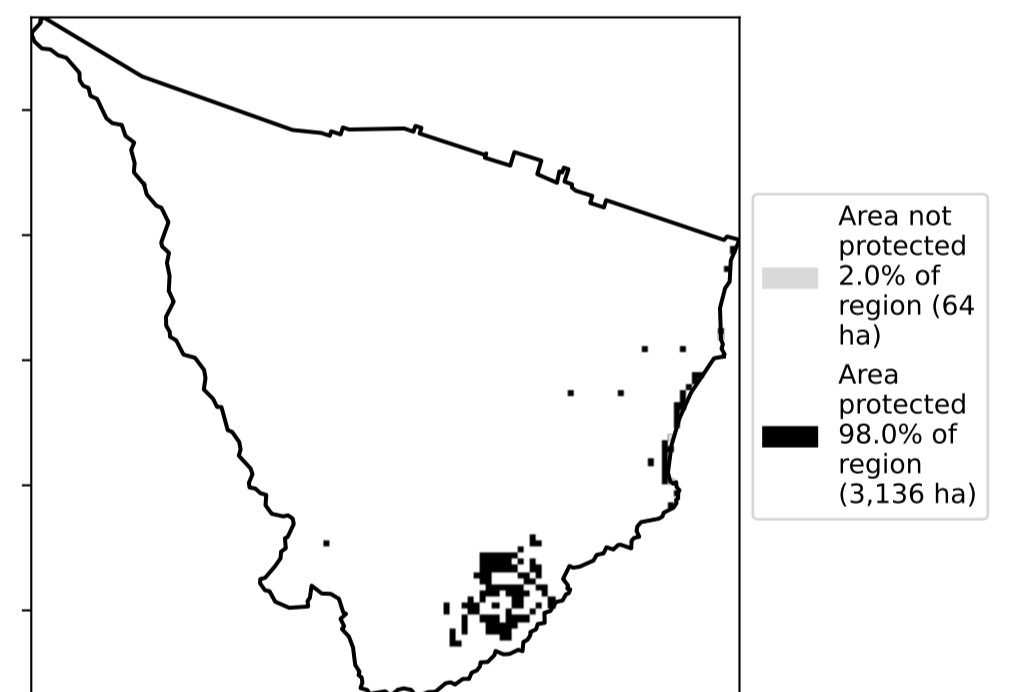 Area not
protected
2.0% of
region (64
ha)
Area
protected
98.0% of
region
(3,136 ha)